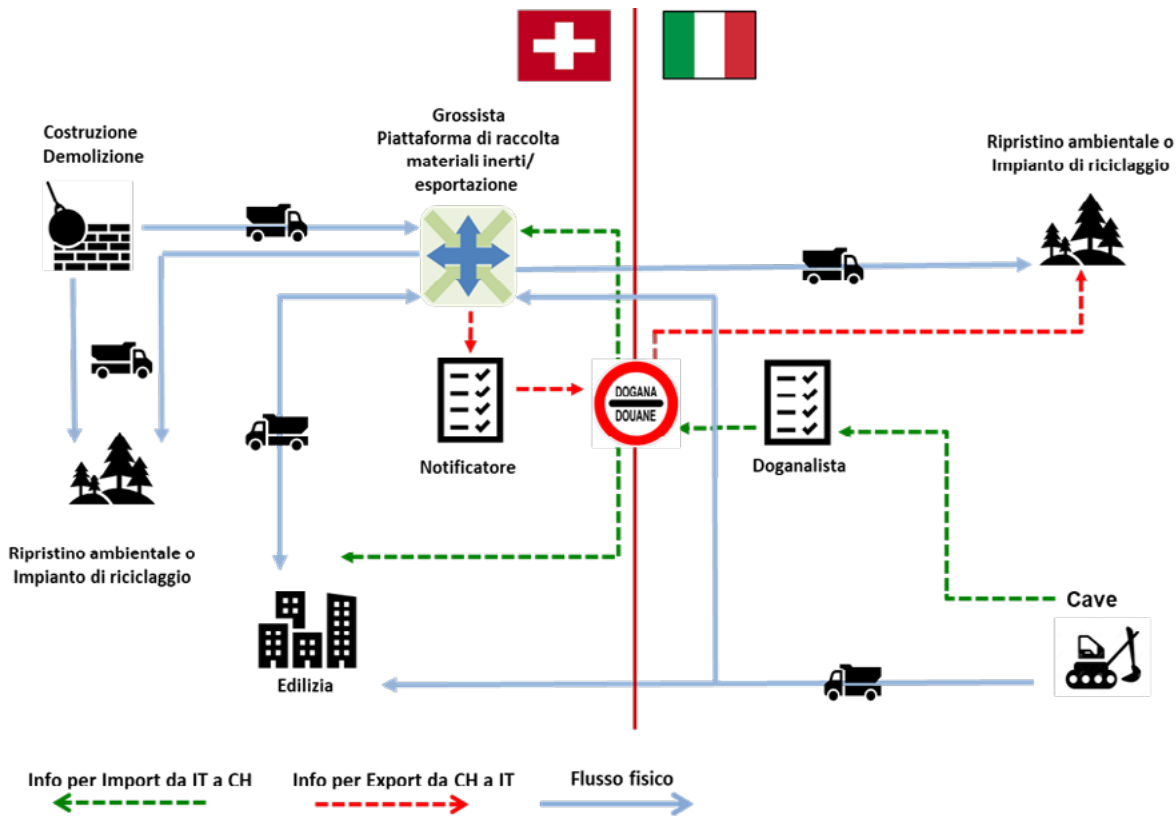 Grossista
Piattaforma di raccolta
materiali inerti/
esportazione
Costruzione
Demolizione
Ripristino ambientale o
Impianto di riciclaggio
DOGANA
DOUANE
Notificatore
Doganalista
Ripristino ambientale o
Impianto di riciclaggio
Cave
Edilizia
Info per Import da IT a CH
Info per Export da CH a IT
Flusso fisico